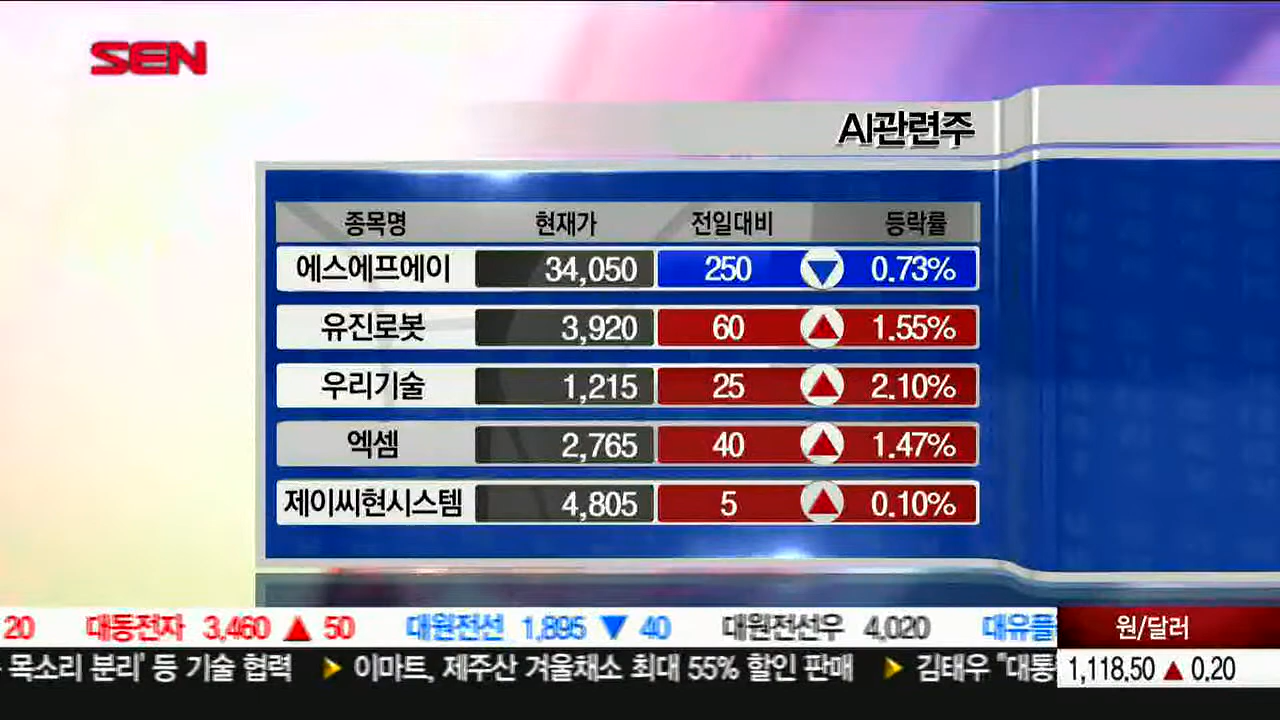 SEN
AI관련주
종목명 현재가 전일대비 등락률
에스에프에이 34,050 250 ▼ 0.73%
유진로봇 3,920 60 ▲ 1.55%
우리기술 1,215 25 ▲ 2.10%
엑셈 2,765 40 ▲ 1.47%
제이씨현시스템 4,805 5 ▲ 0.10%
20 대동전자 3,460 ▲ 50 대원전선 1,895 ▼ 40 대원전선우 4,020 대유플 원/달러
목소리 분리' 등 기술 협력 ▶ 이마트, 제주산 겨울채소 최대 55% 할인 판매 ▶ 김태우 "대통 1,118.50 ▲ 0.20